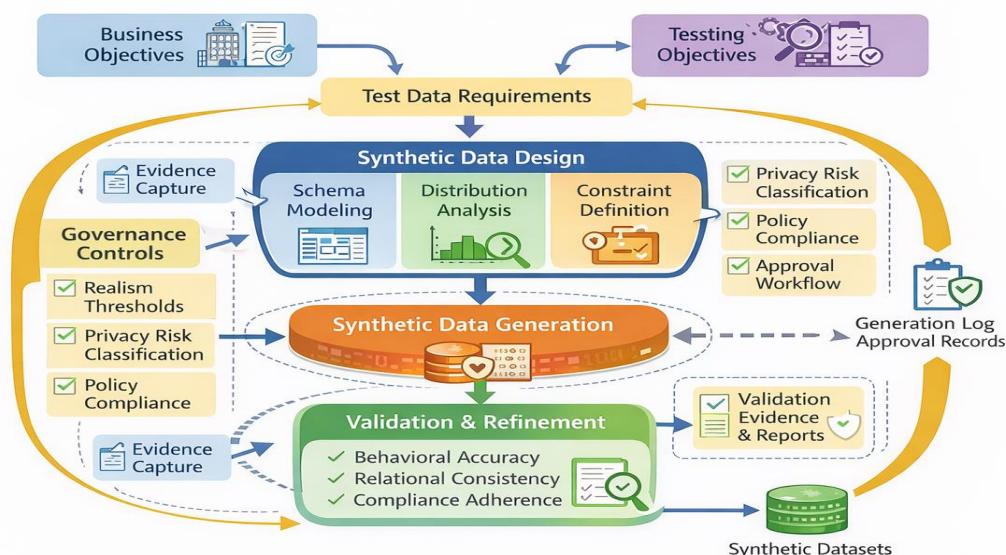 Business
Objectives
Tessting
Objectives
Test Data Requirements
Evidence
Capture
Synthetic Data Design
Schema
Modeling
Distribution
Analysis
Constraint
Definition
Privacy Risk
Classification
Policy
Compliance
Approval
Workflow
Governance
Controls
Realism
Thresholds
Privacy Risk
Classification
Policy
Compliance
Synthetic Data Generation
Generation Log
Approval Records
Evidence
Capture
Validation & Refinement
Behavioral Accuracy
Relational Consistency
Compliance Adherence
Validation
Evidence
& Reports
Synthetic Datasets